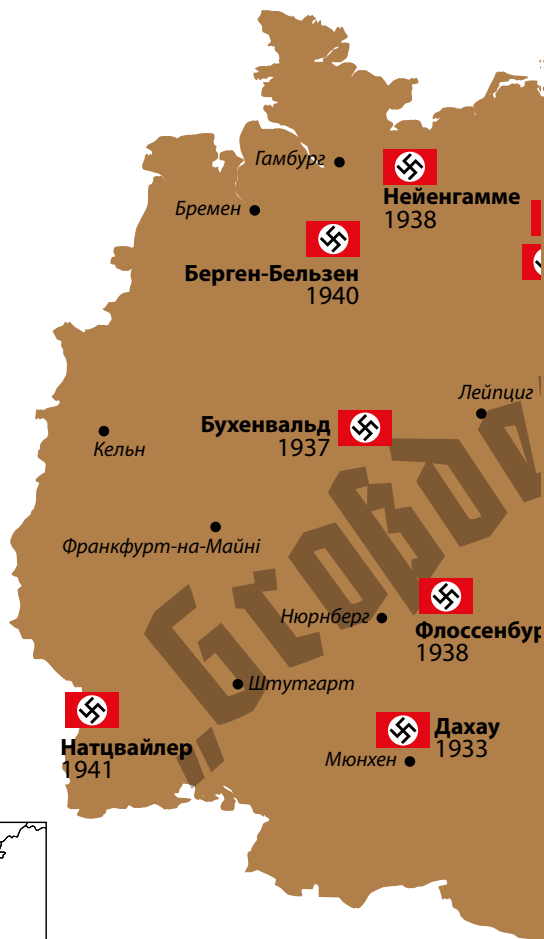 Гамбург
Нейенгамме
1938
Бремен
Берген-Бельзен
1940
Лейпциг
Бухенвальд
1937
Кельн
Франкфурт-на-Майні
Нюрнберг
Флоссенбур
1938
Штутгарт
Натцвайлер
1941
Дахау
1933
Мюнхен